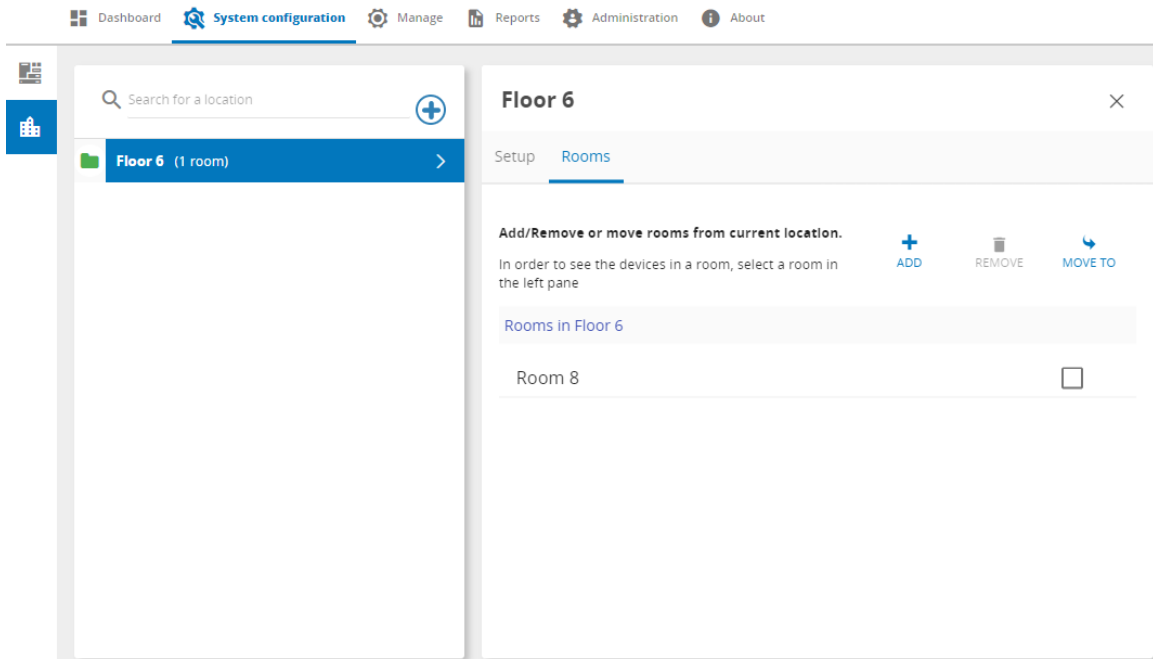 Dashboard System configuration Manage Reports Administration About
Search for a location
Floor 6 (1 room)
Floor 6
Setup Rooms
Add/Remove or move rooms from current location.
In order to see the devices in a room, select a room in
the left pane
ADD REMOVE MOVE TO
Rooms in Floor 6
Room 8